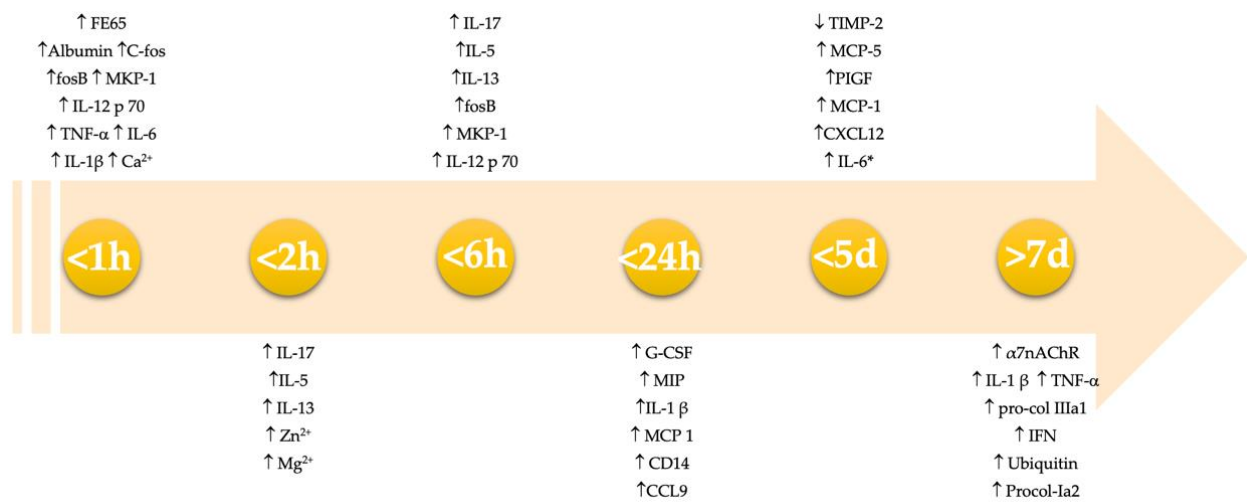 ↑ FE65
↑Albumin ↑C-fos
↑fosB ↑ MKP-1
↑ IL-12 p 70
↑ TNF-α ↑ IL-6
↑ IL-1β ↑ Ca²⁺
↑ IL-17
↑IL-5
↑IL-13
↑fosB
↑ MKP-1
↑ IL-12 p 70
↓ TIMP-2
↑ MCP-5
↑PIGF
↑ MCP-1
↑CXCL12
↑ IL-6*
<1h
<2h
<6h
<24h
<5d
>7d
↑ IL-17
↑IL-5
↑ IL-13
↑ Zn²⁺
↑ Mg²⁺
↑ G-CSF
↑ MIP
↑IL-1 β
↑ MCP 1
↑ CD14
↑CCL9
↑ α7nAChR
↑ IL-1 β ↑ TNF-α
↑ pro-col IIIa1
↑ IFN
↑ Ubiquitin
↑ Procol-Ia2